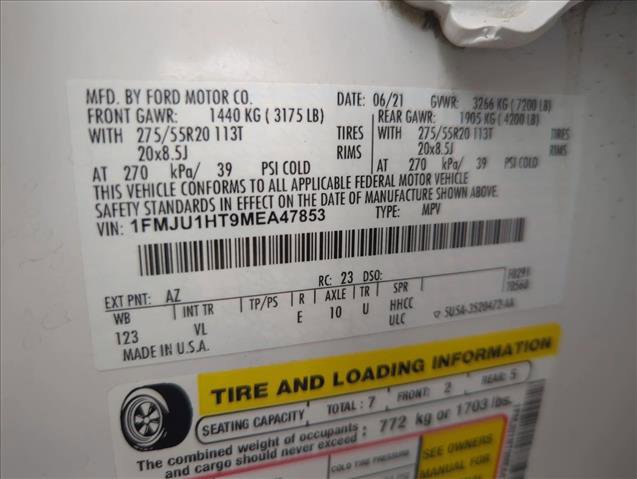 MFD. BY FORD MOTOR CO. DATE: 06/21 GVWR: 3266 KG ( 7200 LB)
FRONT GAWR: 1440 KG ( 3175 LB) REAR GAWR: 1905 KG ( 4200 LB)
WITH 275/55R20 113T TIRES WITH 275/55R20 113T TIRES
20x8.5J RIMS 20x8.5J RIMS
AT 270 kPa/ 39 PSI COLD AT 270 kPa/ 39 PSI COLD
THIS VEHICLE CONFORMS TO ALL APPLICABLE FEDERAL MOTOR VEHICLE
SAFETY STANDARDS IN EFFECT ON THE DATE OF MANUFACTURE SHOWN ABOVE.
VIN: 1FMJU1HT9MEA47853 TYPE: MPV
EXT PNT: AZ RC: 23 DSO:
WB INT TR TP/PS R AXLE TR SPR
123 VL E 10 U HHCC
ULC
MADE IN U.S.A.
TIRE AND LOADING INFORMATION
SEATING CAPACITY TOTAL : 7 FRONT: 2 REAR: 5
The combined weight of occupants : 772 kg or 1703 lbs.
and cargo should never exceed
COLD TIRE PRESSURE
SEE OWNERS
MANUAL FOR